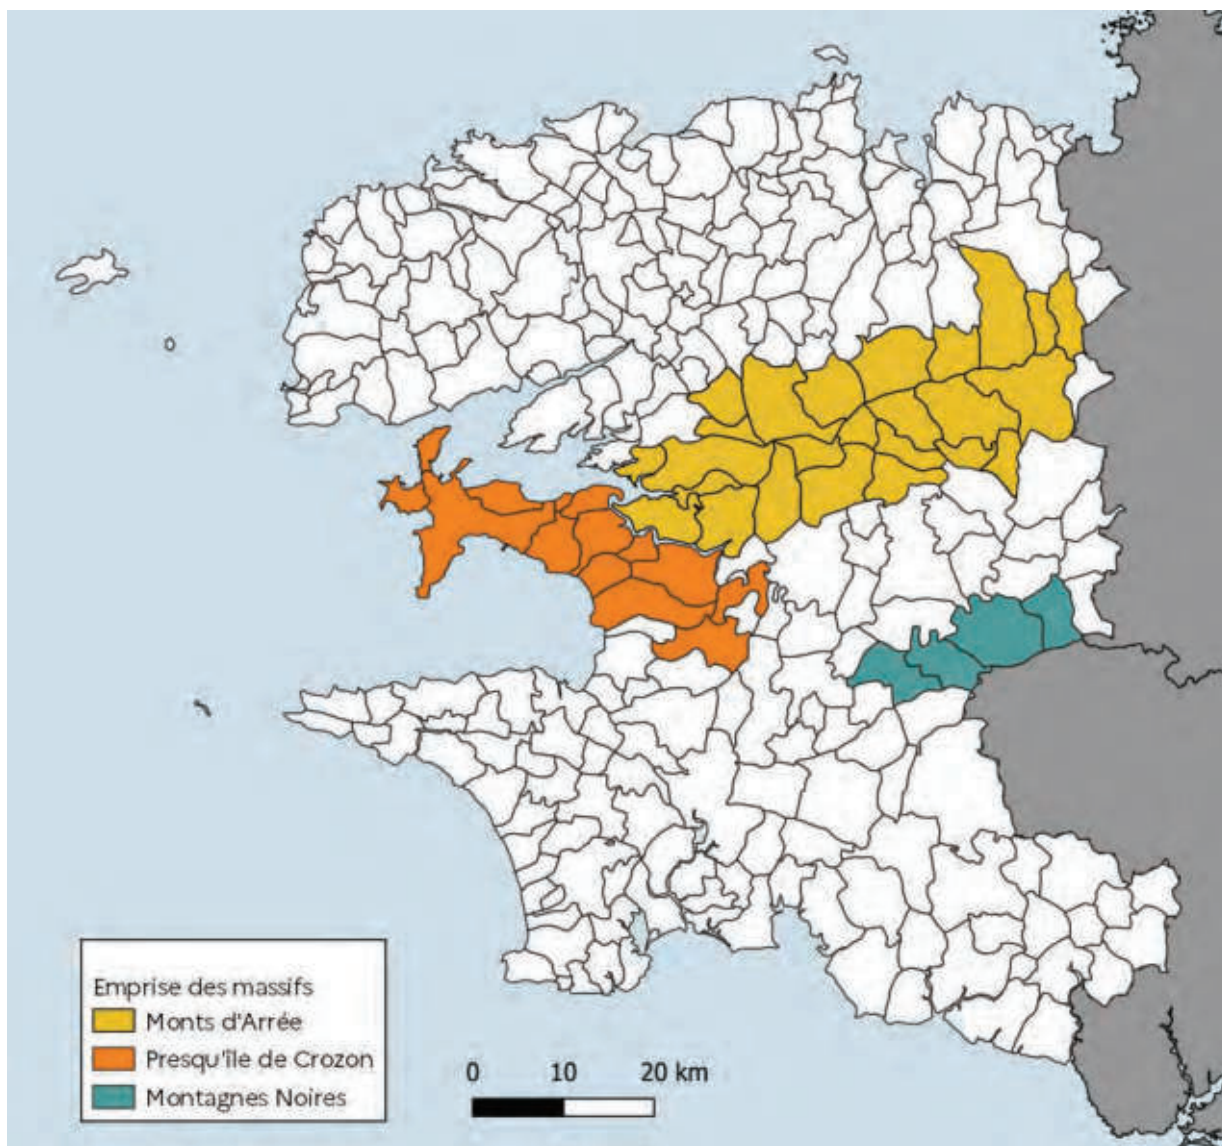 Emprise des massifs
Monts d'Arrée
Presqu'île de Crozon
Montagnes Noires
0 10 20 km